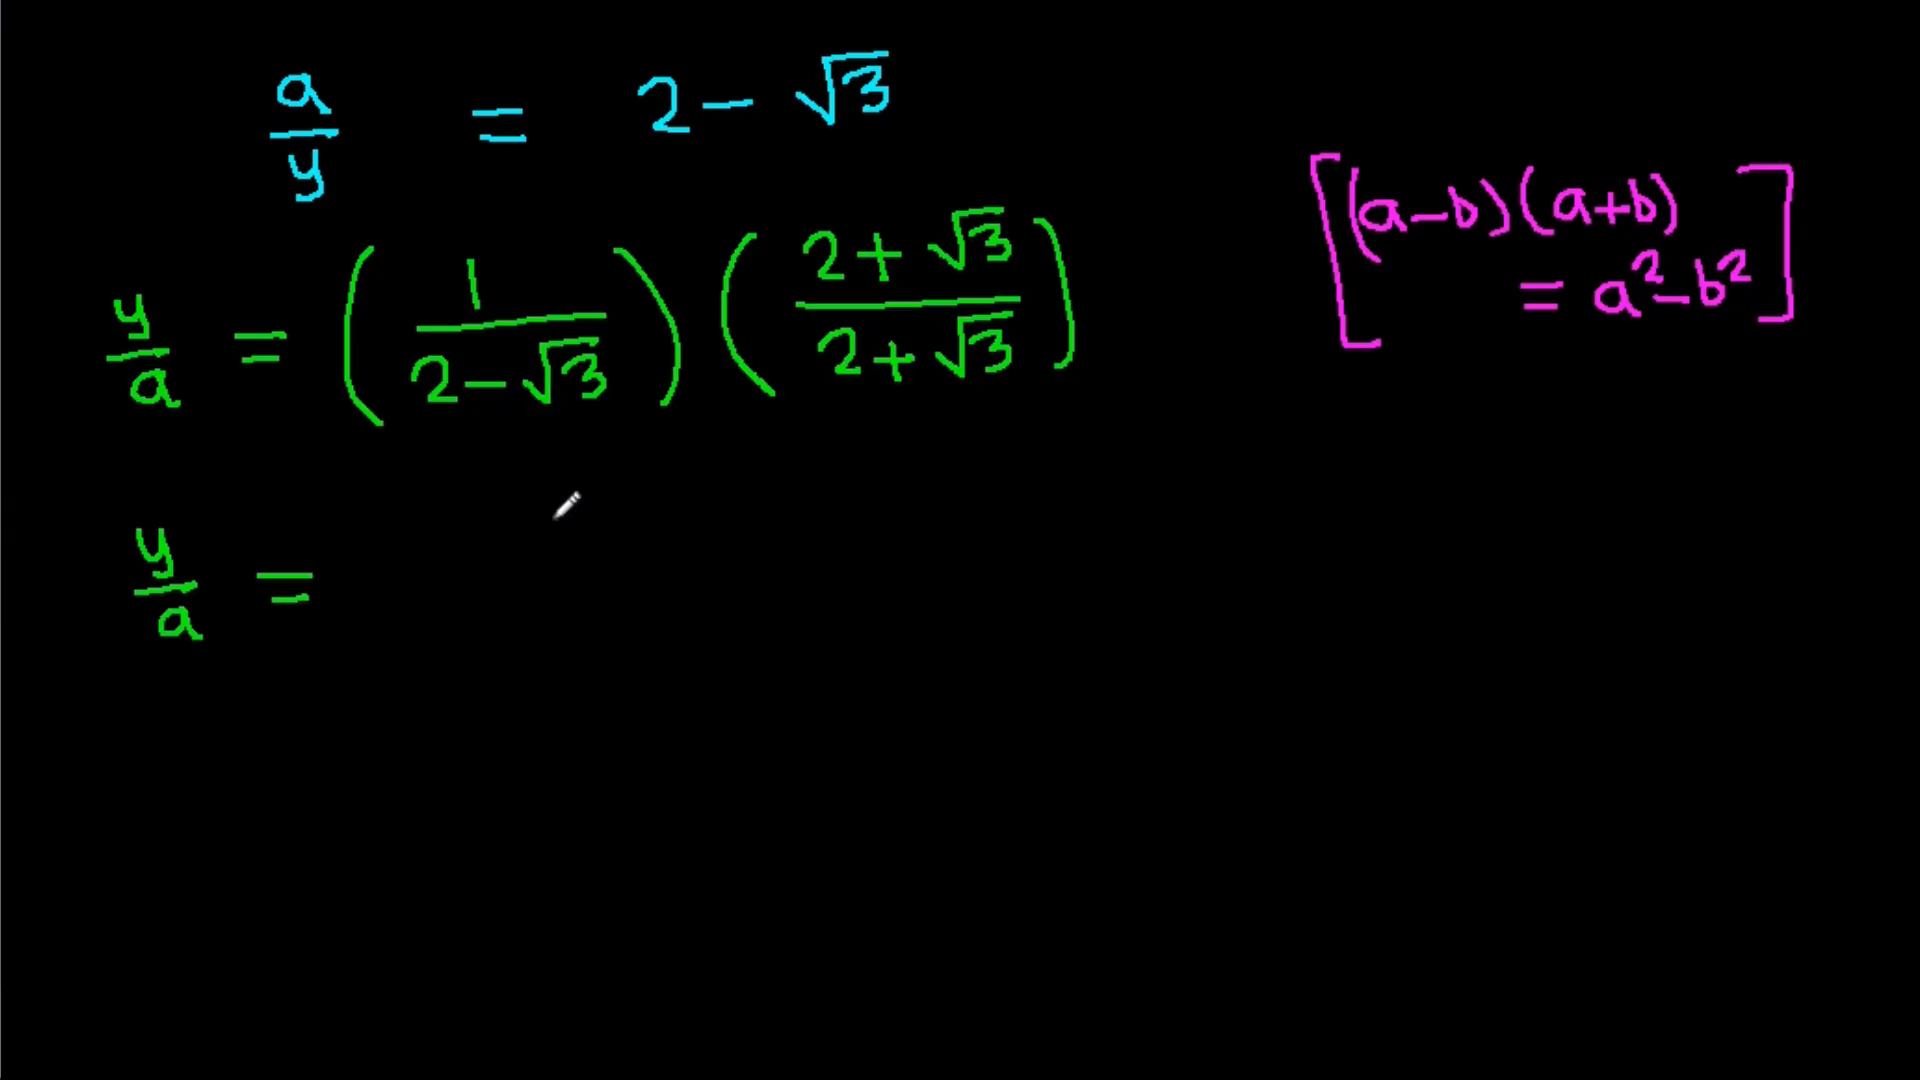 a/y = 2 - √3
[(a-b)(a+b)
= a²-b²]
y/a = (1/(2-√3)) ((2+√3)/(2+√3))
y/a =